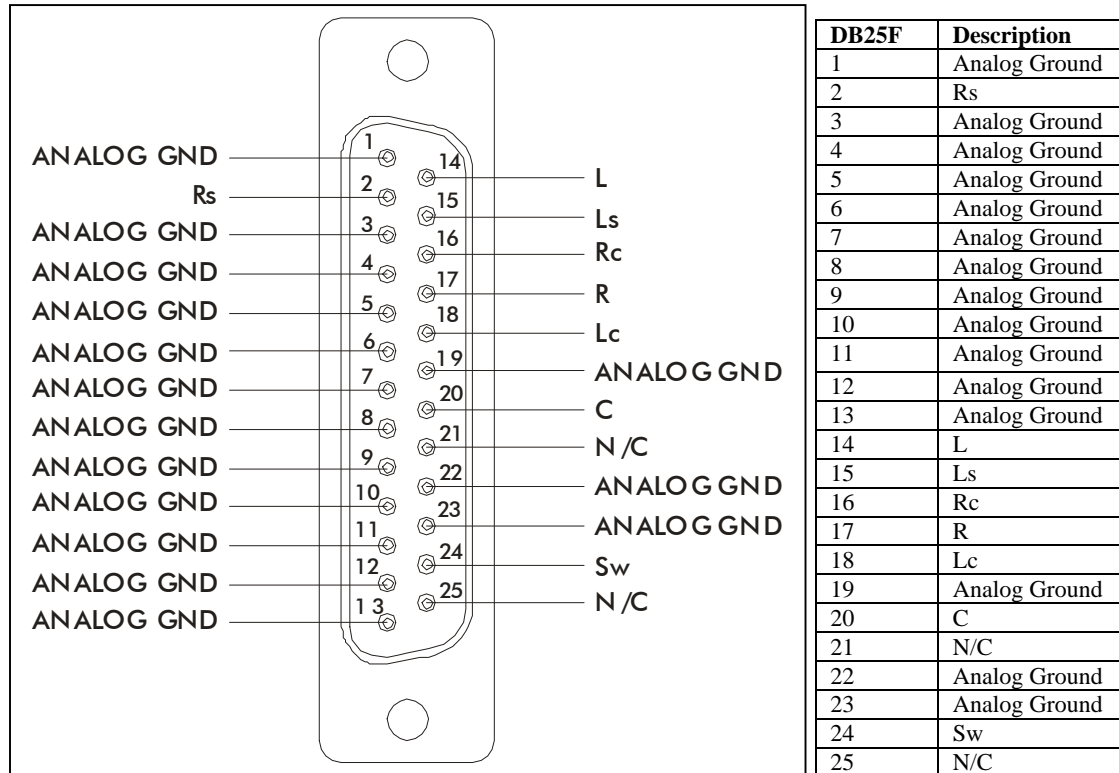 ANALOG GND
Rs
ANALOG GND
ANALOG GND
ANALOG GND
ANALOG GND
ANALOG GND
ANALOG GND
ANALOG GND
ANALOG GND
ANALOG GND
ANALOG GND
ANALOG GND
1
2
3
4
5
6
7
8
9
10
11
12
13
14
15
16
17
18
19
20
21
22
23
24
25
L
Ls
Rc
R
Lc
ANALOG GND
C
N/C
ANALOG GND
ANALOG GND
Sw
N/C
DB25F Description
1 Analog Ground
2 Rs
3 Analog Ground
4 Analog Ground
5 Analog Ground
6 Analog Ground
7 Analog Ground
8 Analog Ground
9 Analog Ground
10 Analog Ground
11 Analog Ground
12 Analog Ground
13 Analog Ground
14 L
15 Ls
16 Rc
17 R
18 Lc
19 Analog Ground
20 C
21 N/C
22 Analog Ground
23 Analog Ground
24 Sw
25 N/C